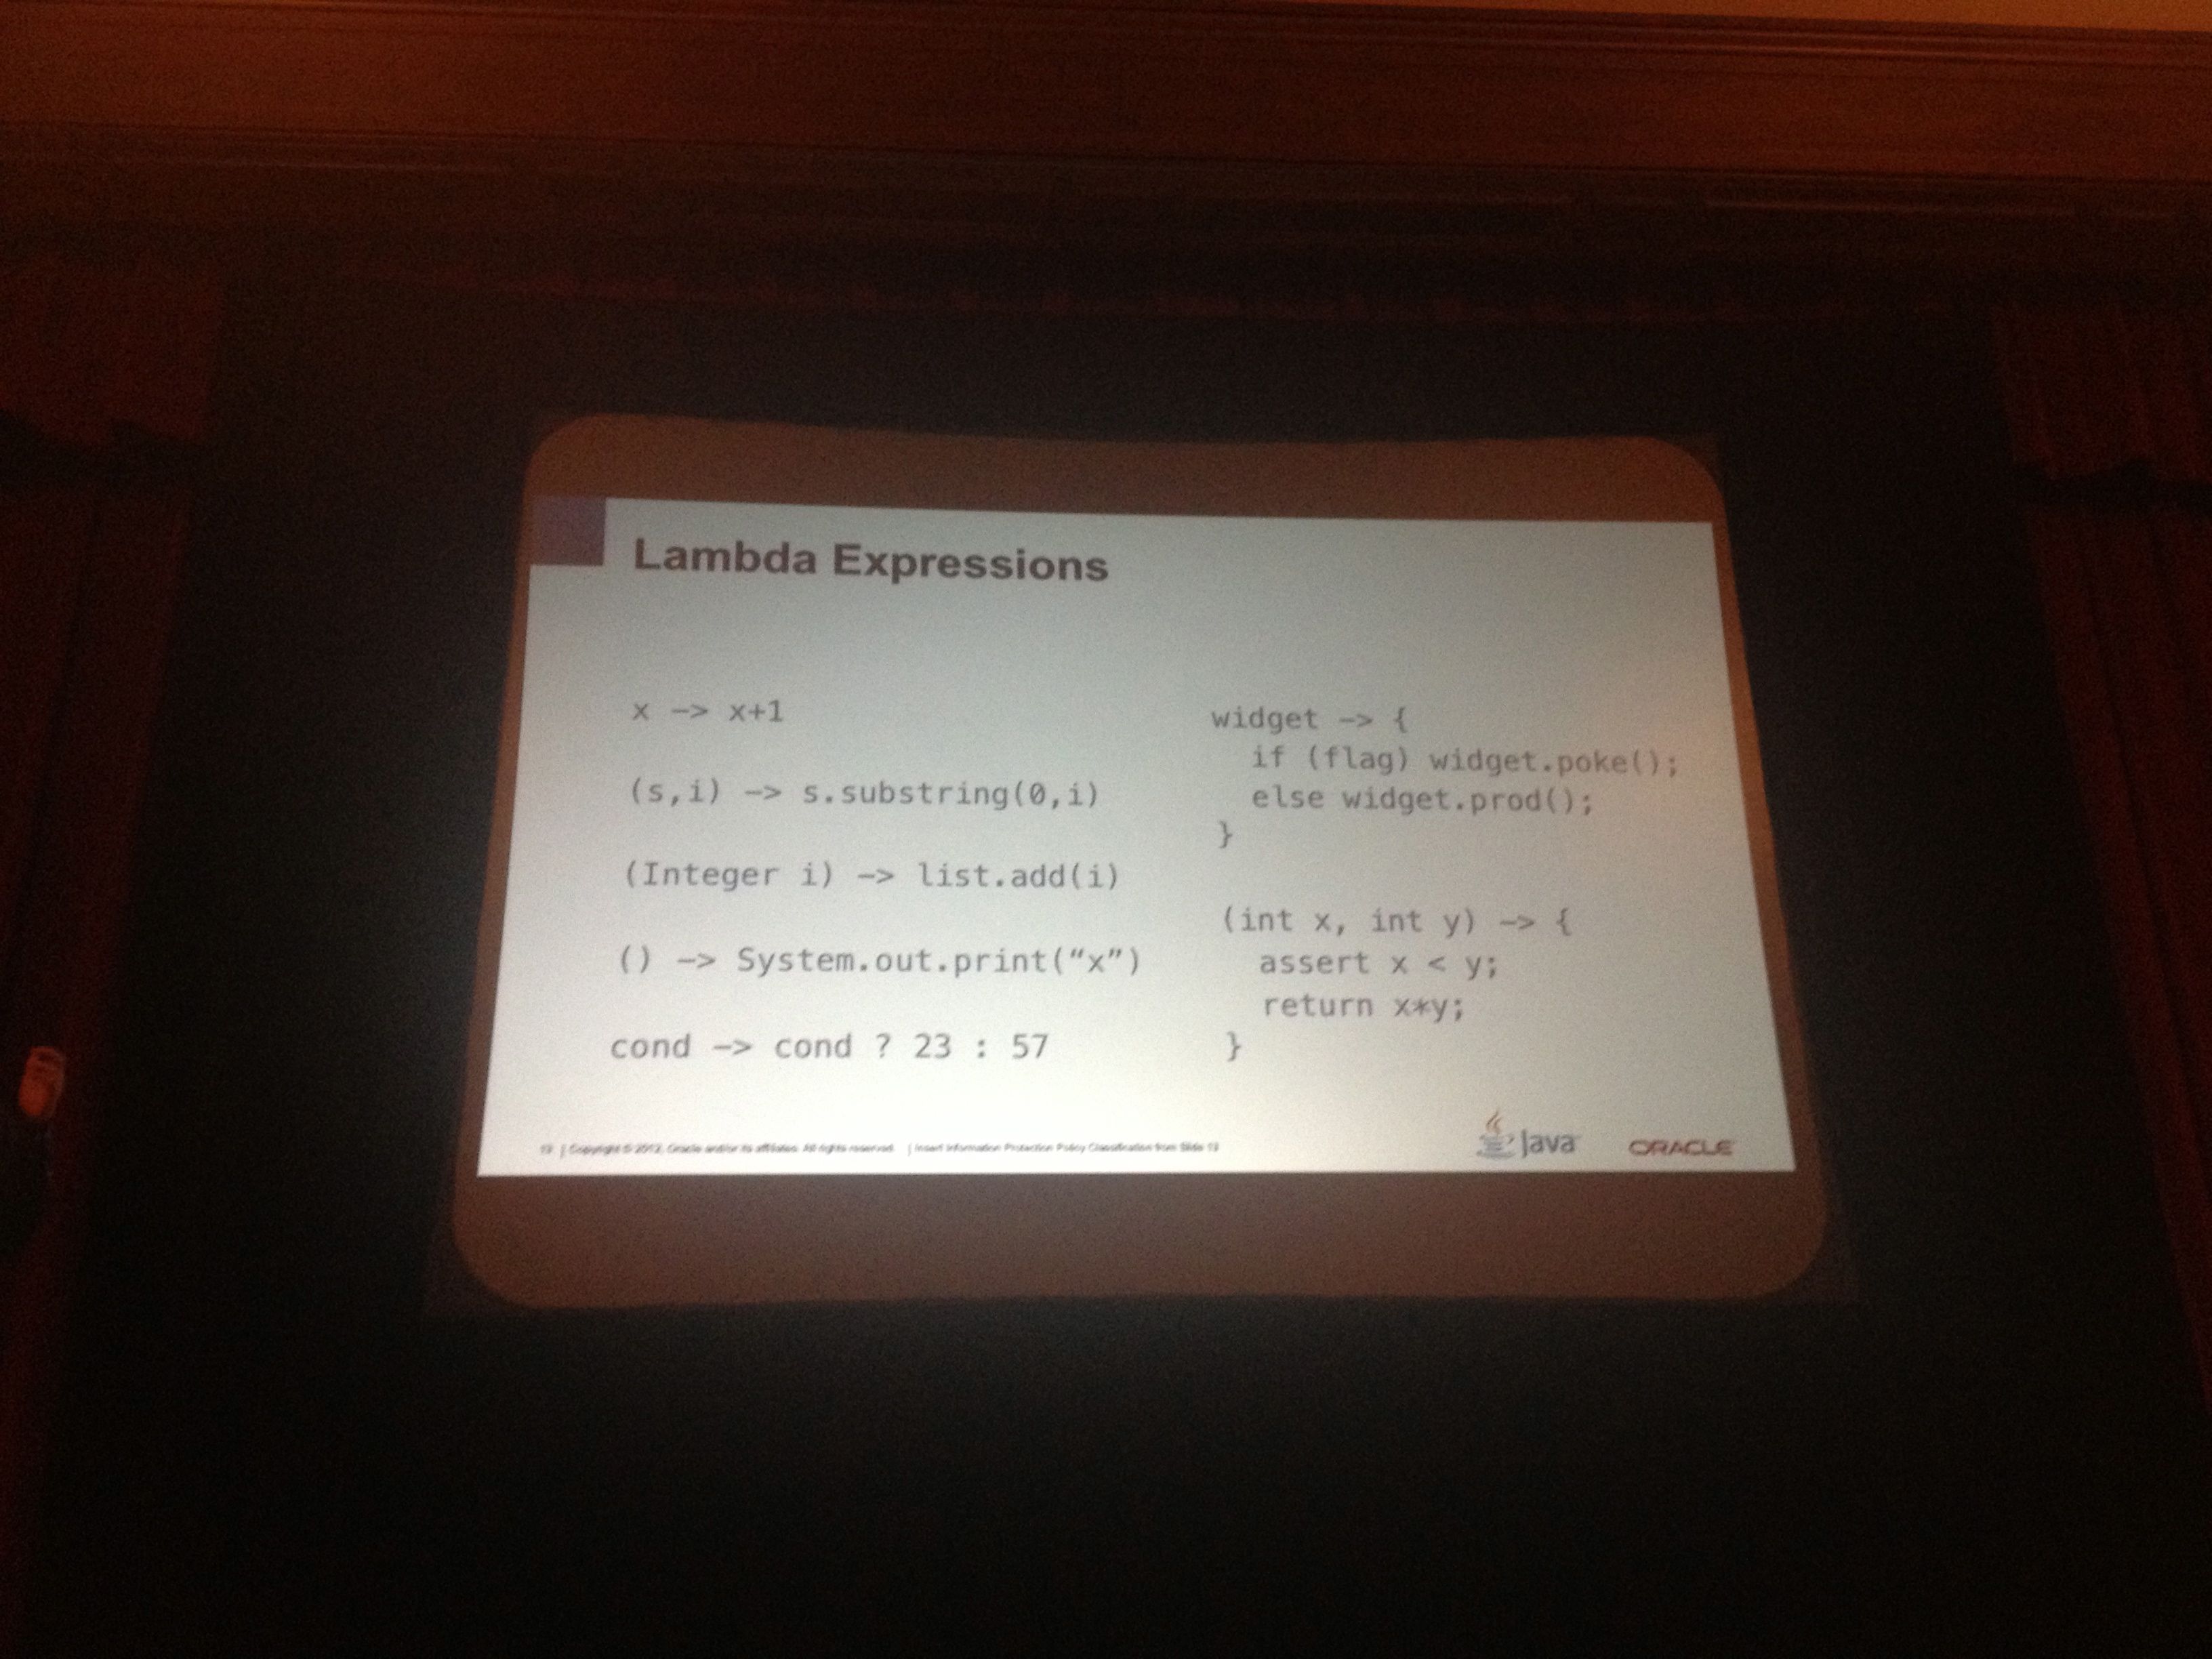 Lambda Expressions
x -> x+1
(s,i) -> s.substring(0,i)
(Integer i) -> list.add(i)
() -> System.out.print(“x”)
cond -> cond ? 23 : 57
widget -> {
if (flag) widget.poke();
else widget.prod();
}
(int x, int y) -> {
assert x < y;
return x*y;
}
| Copyright © 2012, Oracle and/or its affiliates. All rights reserved. | Insert Information Protection Policy Classification from Slide 13
Java
ORACLE